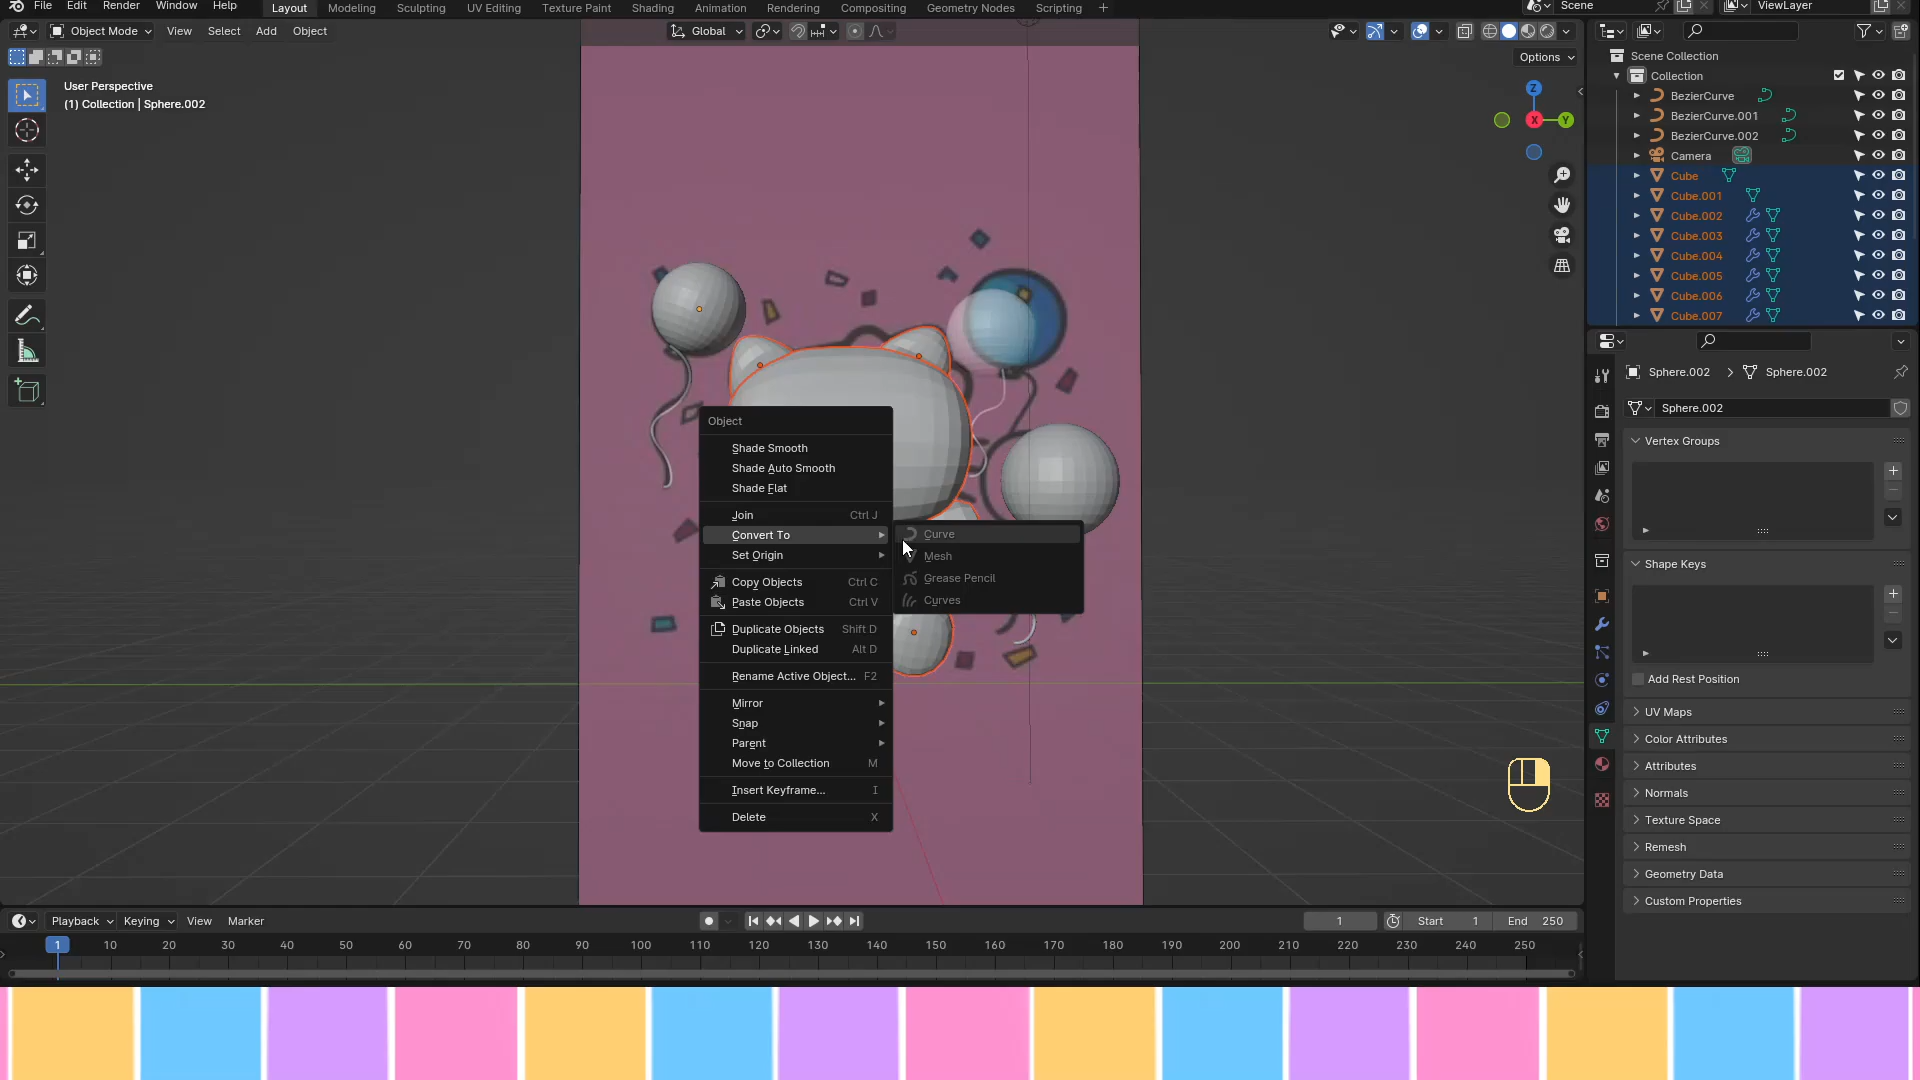 File Edit Render Window Help
Layout Modeling Sculpting UV Editing Texture Paint Shading Animation Rendering Compositing Geometry Nodes Scripting +
Scene ViewLayer
Object Mode View Select Add Object
Global
Options
User Perspective
(1) Collection | Sphere.002
Z
X Y
Scene Collection
Collection
BezierCurve
BezierCurve.001
BezierCurve.002
Camera
Cube
Cube.001
Cube.002
Cube.003
Cube.004
Cube.005
Cube.006
Cube.007
Sphere.002 > Sphere.002
Sphere.002
Vertex Groups
Shape Keys
Add Rest Position
UV Maps
Color Attributes
Attributes
Normals
Texture Space
Remesh
Geometry Data
Custom Properties
Object
Shade Smooth
Shade Auto Smooth
Shade Flat
Join Ctrl J
Convert To
Set Origin
Copy Objects Ctrl C
Paste Objects Ctrl V
Duplicate Objects Shift D
Duplicate Linked Alt D
Rename Active Object... F2
Mirror
Snap
Parent
Move to Collection M
Insert Keyframe... I
Delete X
Curve
Mesh
Grease Pencil
Curves
Playback Keying View Marker
1 Start 1 End 250
1 10 20 30 40 50 60 70 80 90 100 110 120 130 140 150 160 170 180 190 200 210 220 230 240 250